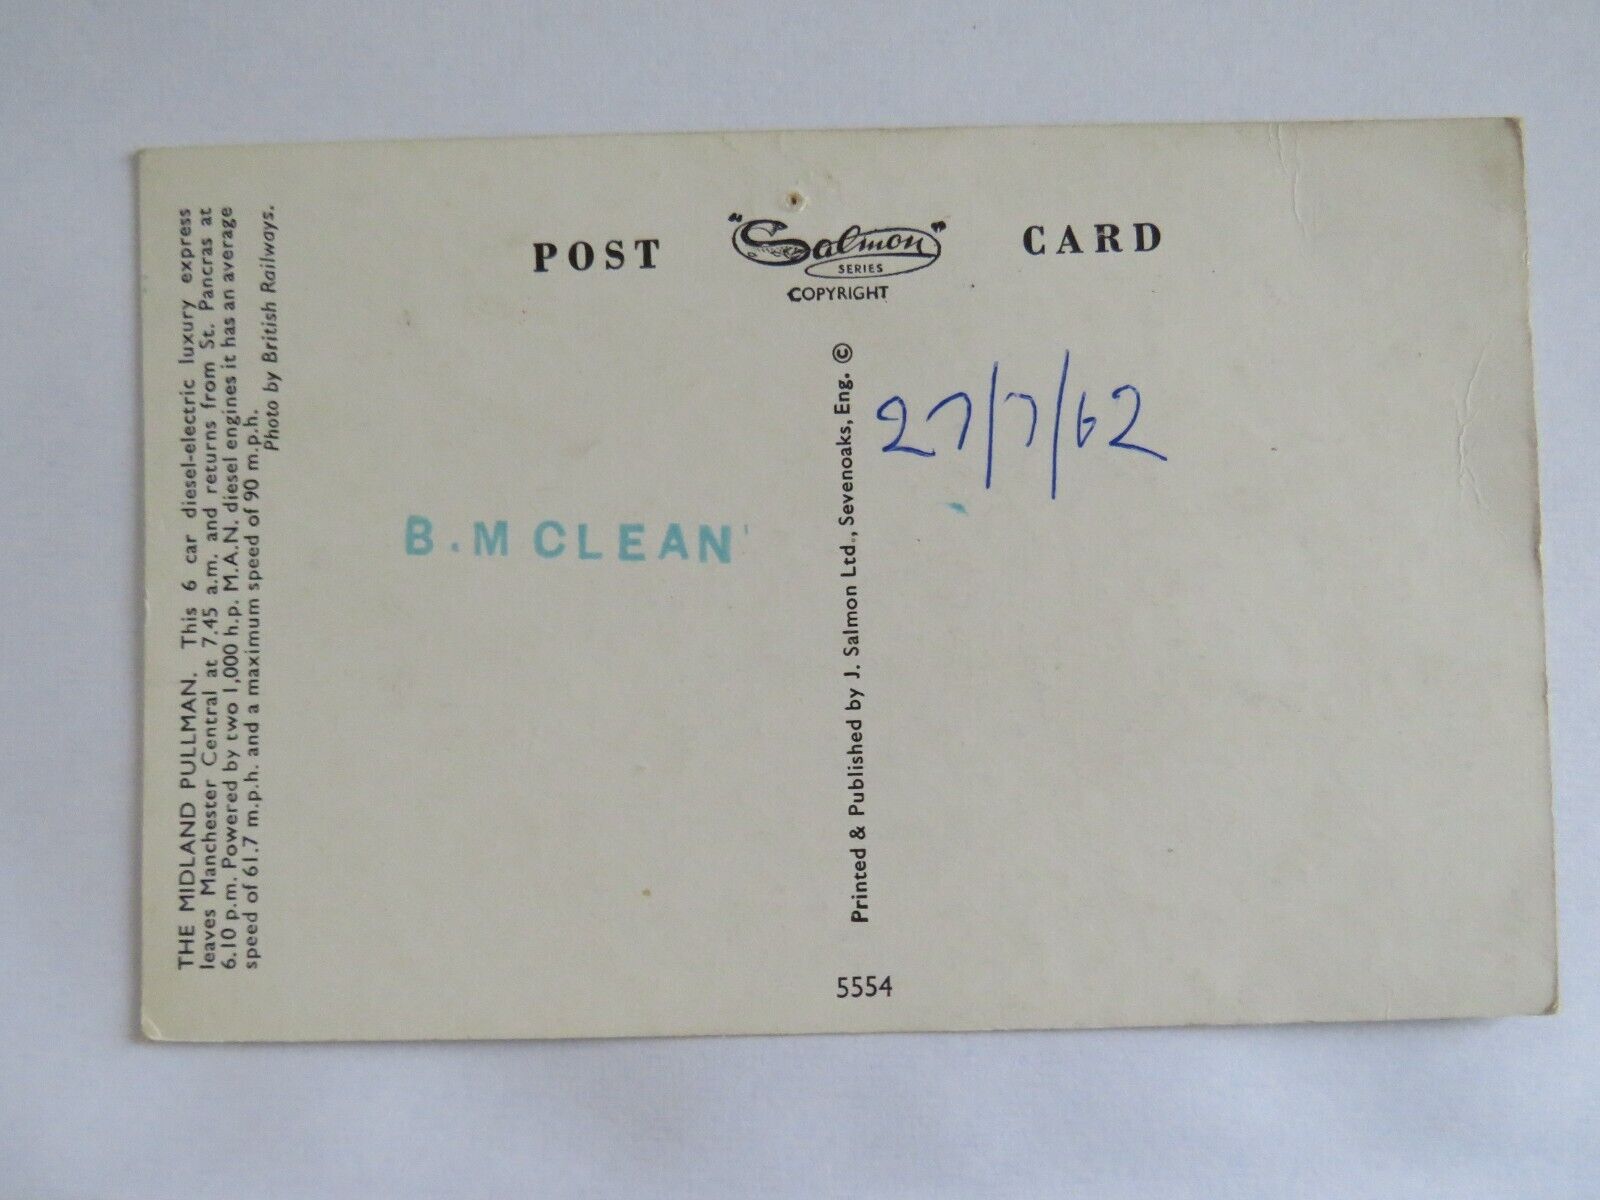 POST "Salmon" CARD
SERIES
COPYRIGHT
THE MIDLAND PULLMAN. This 6 car diesel-electric luxury express
leaves Manchester Central at 7.45 a.m. and returns from St. Pancras at
6.10 p.m. Powered by two 1,000 h.p. M.A.N. diesel engines it has an average
speed of 61.7 m.p.h. and a maximum speed of 90 m.p.h.
Photo by British Railways.
B. MCLEAN
Printed & Published by J. Salmon Ltd., Sevenoaks, Eng. ©
27/7/62
5554